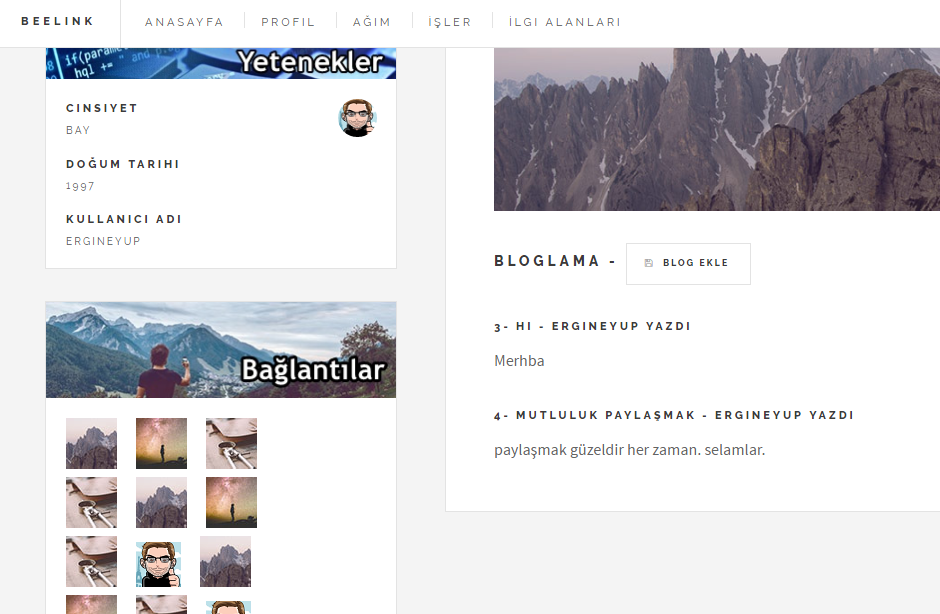 BEELINK
ANASAYFA
PROFIL
AĞIM
İŞLER
İLGI ALANLARI
if(param
hql += " and p
Yetenekler
CINSIYET
BAY
DOĞUM TARIHI
1997
KULLANICI ADI
ERGINEYUP
Bağlantılar
BLOGLAMA -
BLOG EKLE
3- HI - ERGINEYUP YAZDI
Merhba
4- MUTLULUK PAYLAŞMAK - ERGINEYUP YAZDI
paylaşmak güzeldir her zaman. selamlar.